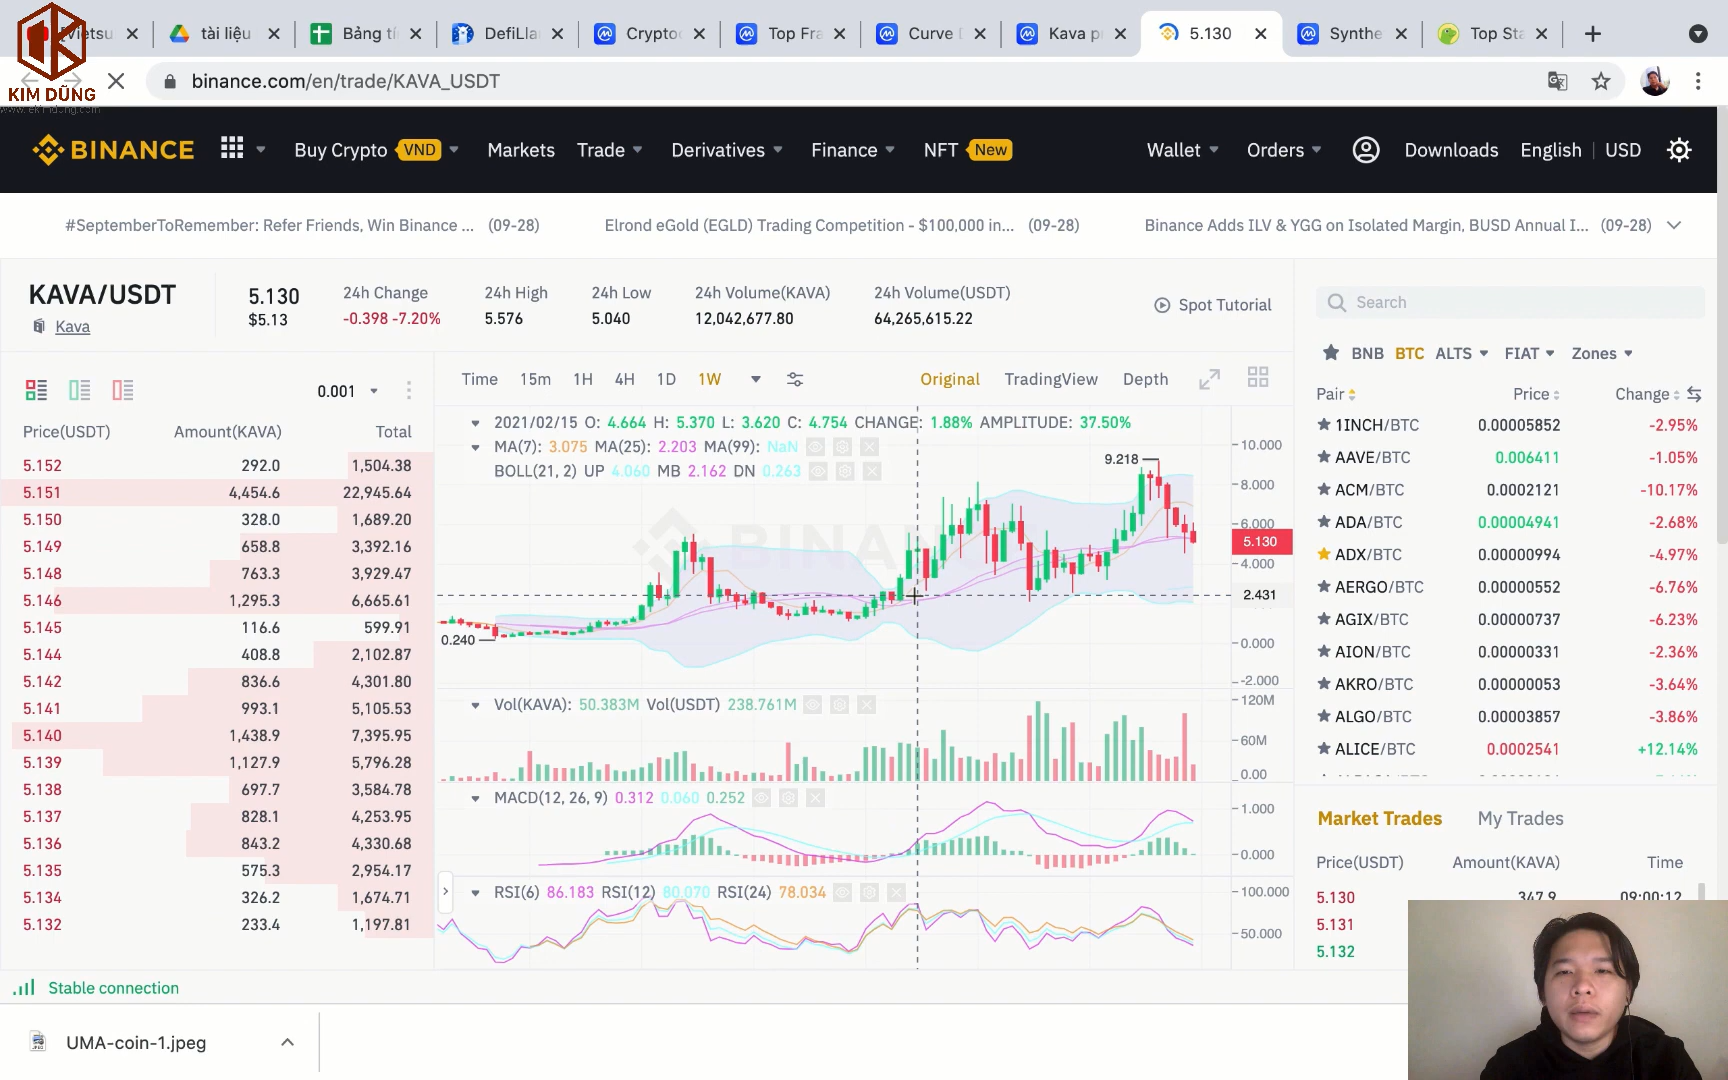 [Vietsu
tài liệu
Bảng tí
DefiLla
Crypto
Top Fra
Curve
Kava p
5.130
Synthe
Top Sta
KIM DŨNG
binance.com/en/trade/KAVA_USDT
BINANCE
Buy Crypto
VND
Markets
Trade
Derivatives
Finance
NFT
New
Wallet
Orders
Downloads
English
USD
#SeptemberToRemember: Refer Friends, Win Binance ... (09-28)
Elrond eGold (EGLD) Trading Competition - $100,000 in... (09-28)
Binance Adds ILV & YGG on Isolated Margin, BUSD Annual I... (09-28)
KAVA/USDT
Kava
5.130
$5.13
24h Change
-0.398 -7.20%
24h High
5.576
24h Low
5.040
24h Volume(KAVA)
12,042,677.80
24h Volume(USDT)
64,265,615.22
Spot Tutorial
0.001
Price(USDT) Amount(KAVA) Total
5.152 292.0 1,504.38
5.151 4,454.6 22,945.64
5.150 328.0 1,689.20
5.149 658.8 3,392.16
5.148 763.3 3,929.47
5.146 1,295.3 6,665.61
5.145 116.6 599.91
5.144 408.8 2,102.87
5.142 836.6 4,301.80
5.141 993.1 5,105.53
5.140 1,438.9 7,395.95
5.139 1,127.9 5,796.28
5.138 697.7 3,584.78
5.137 828.1 4,253.95
5.136 843.2 4,330.68
5.135 575.3 2,954.17
5.134 326.2 1,674.71
5.132 233.4 1,197.81
Time 15m 1H 4H 1D 1W
Original TradingView Depth
2021/02/15 O: 4.664 H: 5.370 L: 3.620 C: 4.754 CHANGE: 1.88% AMPLITUDE: 37.50%
MA(7): 3.075 MA(25): 2.203 MA(99): NaN
BOLL(21, 2) UP 4.060 MB 2.162 DN 0.263
BINAN
9.218
0.240
10.000
8.000
6.000
5.130
4.000
2.431
0.000
-2.000
Vol(KAVA): 50.383M Vol(USDT) 238.761M
120M
60M
0.00
MACD(12, 26, 9) 0.312 0.060 0.252
1.000
0.000
RSI(6) 86.183 RSI(12) 80.070 RSI(24) 78.034
100.000
50.000
Search
BNB BTC ALTS FIAT Zones
Pair Price Change
1INCH/BTC 0.00005852 -2.95%
AAVE/BTC 0.006411 -1.05%
ACM/BTC 0.0002121 -10.17%
ADA/BTC 0.00004941 -2.68%
ADX/BTC 0.00000994 -4.97%
AERGO/BTC 0.00000552 -6.76%
AGIX/BTC 0.00000737 -6.23%
AION/BTC 0.00000331 -2.36%
AKRO/BTC 0.00000053 -3.64%
ALGO/BTC 0.00003857 -3.86%
ALICE/BTC 0.0002541 +12.14%
Market Trades My Trades
Price(USDT) Amount(KAVA) Time
5.130 347.9 09:00:12
5.131
5.132
Stable connection
UMA-coin-1.jpeg